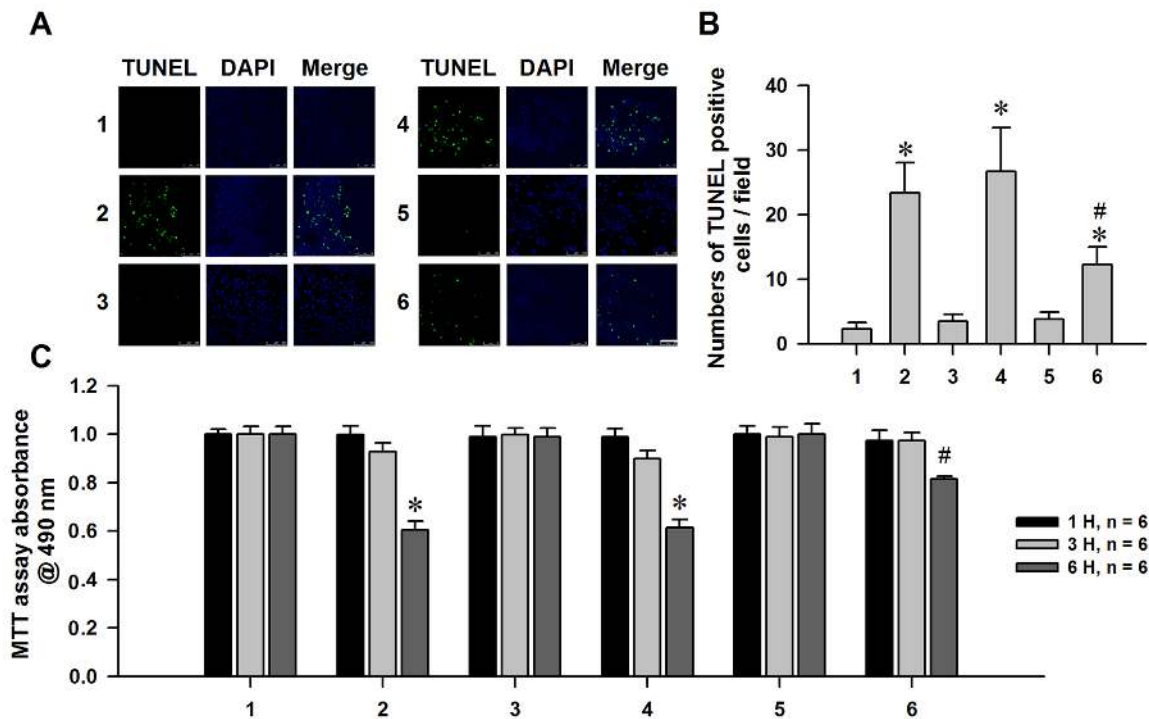 A
TUNEL DAPI Merge
1
2
3
TUNEL DAPI Merge
4
5
6
B
Numbers of TUNEL positive
cells / field
40
30
20
10
0
*
*
#
*
1 2 3 4 5 6
C
MTT assay absorbance
@ 490 nm
1.2
1.0
0.8
0.6
0.4
0.2
0.0
*
*
#
1 2 3 4 5 6
1 H, n = 6
3 H, n = 6
6 H, n = 6